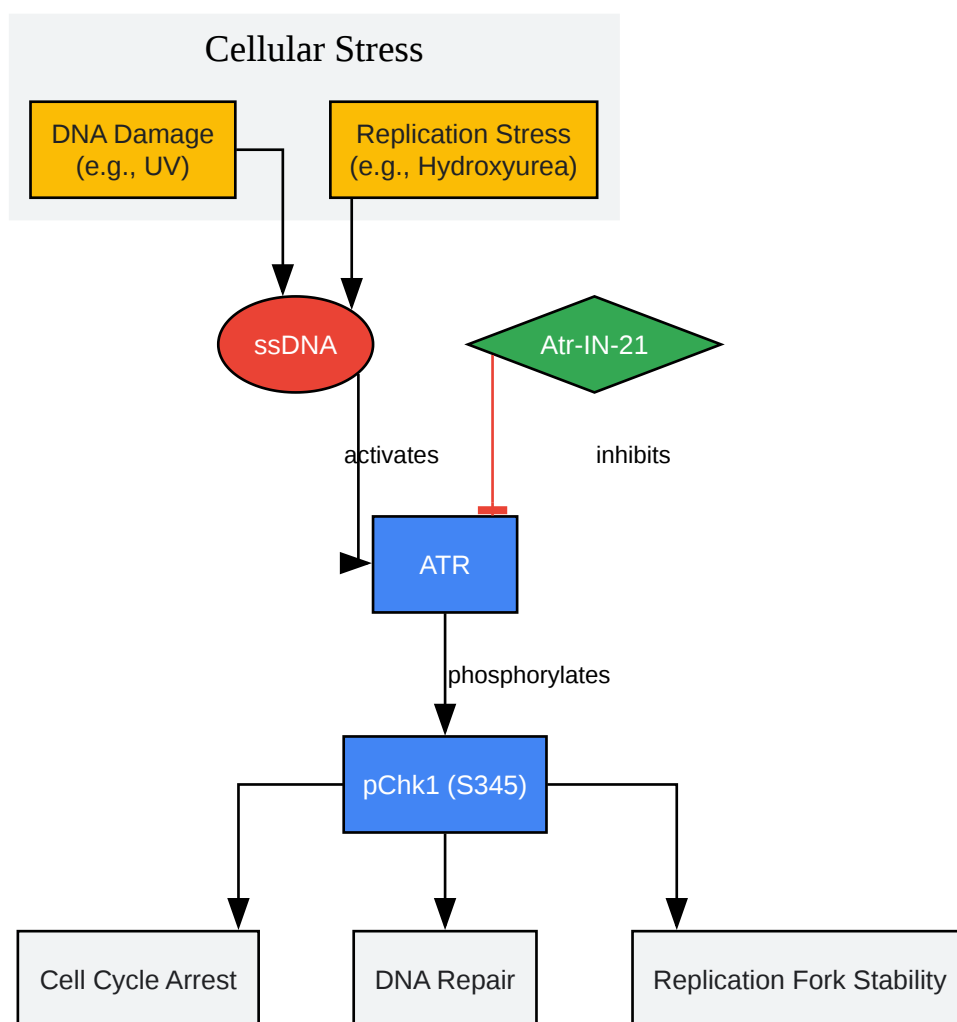 Cellular Stress
DNA Damage
(e.g., UV)
Replication Stress
(e.g., Hydroxyurea)
ssDNA
Atr-IN-21
activates
inhibits
ATR
phosphorylates
pChk1 (S345)
Cell Cycle Arrest
DNA Repair
Replication Fork Stability